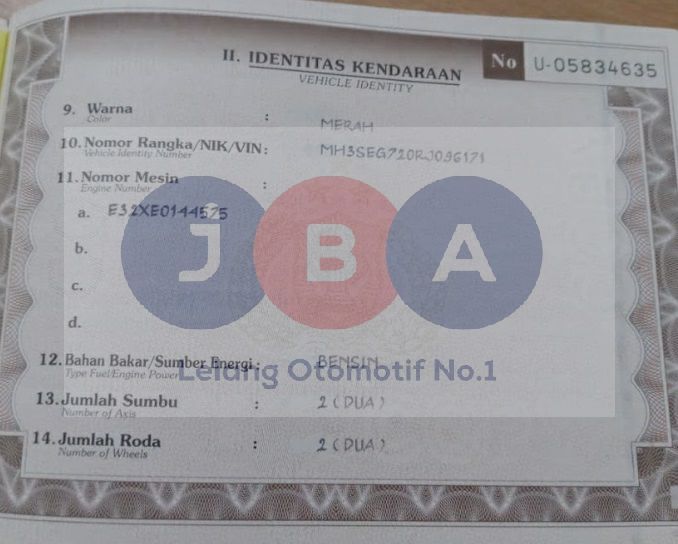 II. IDENTITAS KENDARAAN
VEHICLE IDENTITY
No U-05834635
9. Warna : MERAH
Color
10. Nomor Rangka/NIK/VIN: MH3SEG720RJ096171
Vehicle Identity Number
11. Nomor Mesin :
Engine Number
a. E32XE0144575
b.
c.
d.
JBA
Lelang Otomotif No.1
12. Bahan Bakar/Sumber Energi: BENSIN
Type Fuel/Engine Power
13. Jumlah Sumbu : 2 (DUA)
Number of Axis
14. Jumlah Roda : 2 (DUA)
Number of Wheels